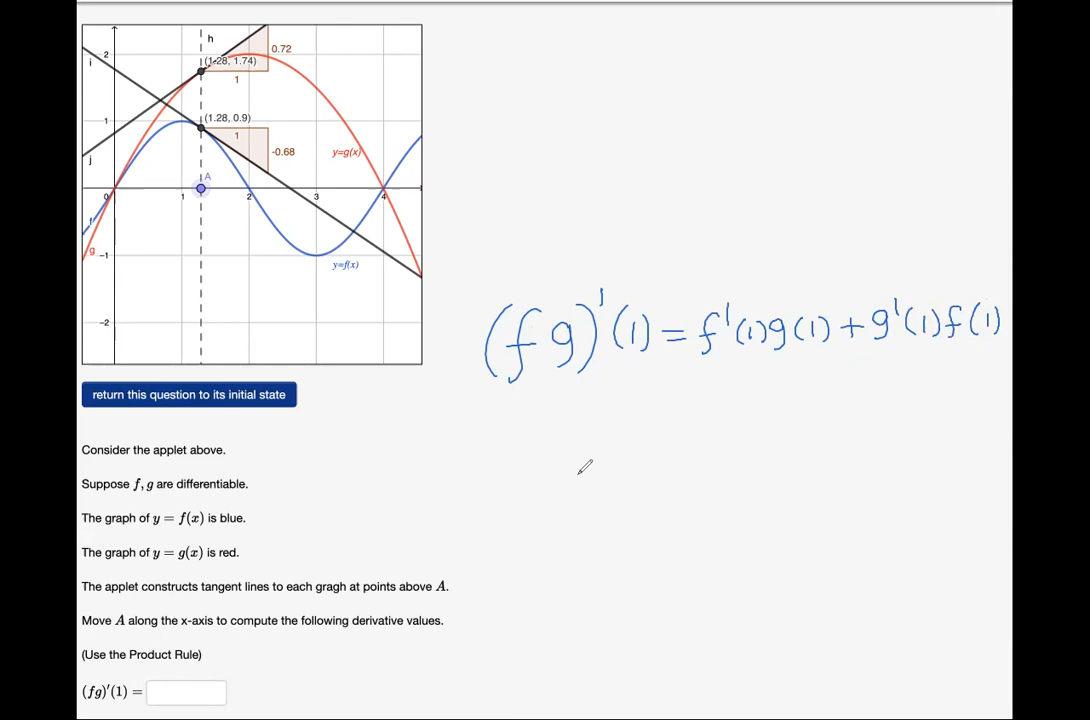 h
2
i
(1.28, 1.74)
0.72
1
1
(1.28, 0.9)
1
-0.68
y=g(x)
j
A
0
1
2
3
4
f
g
-1
y=f(x)
-2
(fg)'(1) = f'(1)g(1) + g'(1)f(1)
return this question to its initial state
Consider the applet above.
Suppose f, g are differentiable.
The graph of y = f(x) is blue.
The graph of y = g(x) is red.
The applet constructs tangent lines to each gragh at points above A.
Move A along the x-axis to compute the following derivative values.
(Use the Product Rule)
(fg)′(1) =